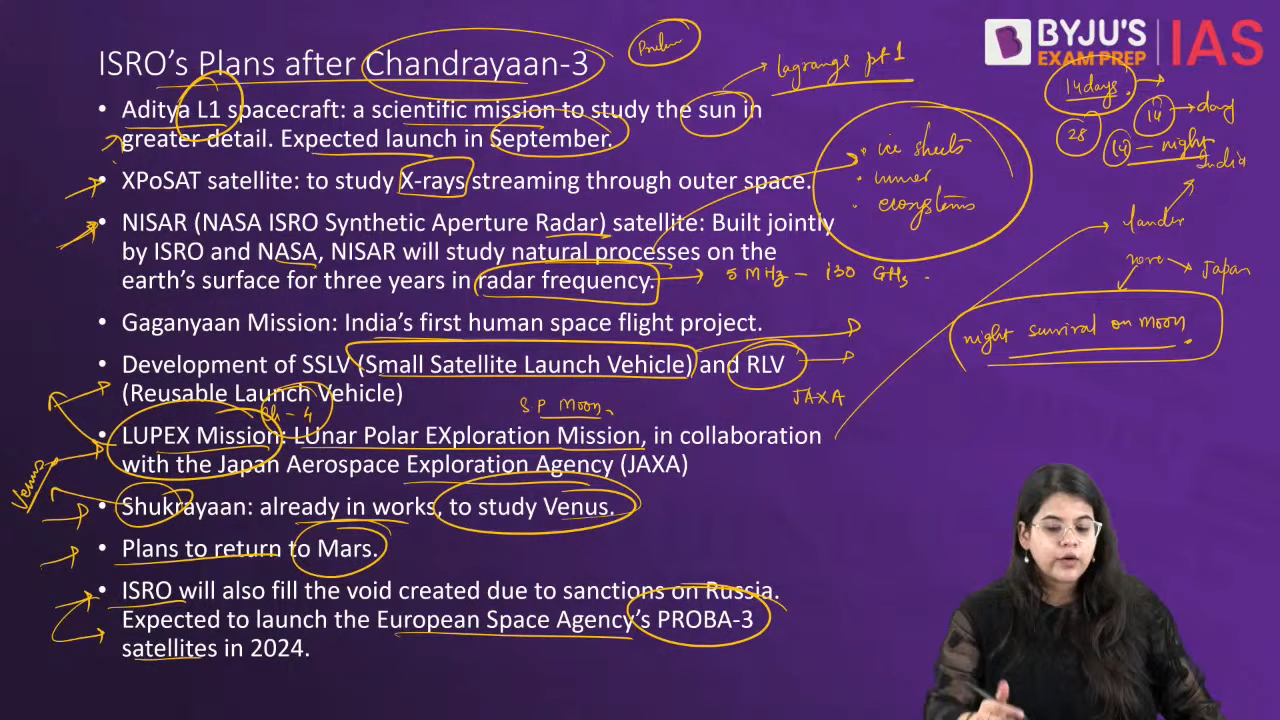 ISRO's Plans after Chandrayaan-3
• Aditya L1 spacecraft: a scientific mission to study the sun in
greater detail. Expected launch in September.
• XPoSAT satellite: to study X-rays streaming through outer space.
• NISAR (NASA ISRO Synthetic Aperture Radar) satellite: Built jointly
by ISRO and NASA, NISAR will study natural processes on the
earth's surface for three years in radar frequency.
• Gaganyaan Mission: India's first human space flight project.
• Development of SSLV (Small Satellite Launch Vehicle) and RLV
(Reusable Launch Vehicle)
• LUPEX Mission: LUnar Polar EXploration Mission, in collaboration
with the Japan Aerospace Exploration Agency (JAXA)
• Shukrayaan: already in works, to study Venus.
• Plans to return to Mars.
• ISRO will also fill the void created due to sanctions on Russia.
Expected to launch the European Space Agency's PROBA-3
satellites in 2024.
BYJU'S
EXAM PREP
IAS
Prelim
lagrange pt 1
14 days
14 day
28
14 - night
• ice sheets
•
• ecosystems
India
lander
Japan
5 MHz -
night survival on moon
JAXA
Ch-4
SP Moon
Venus